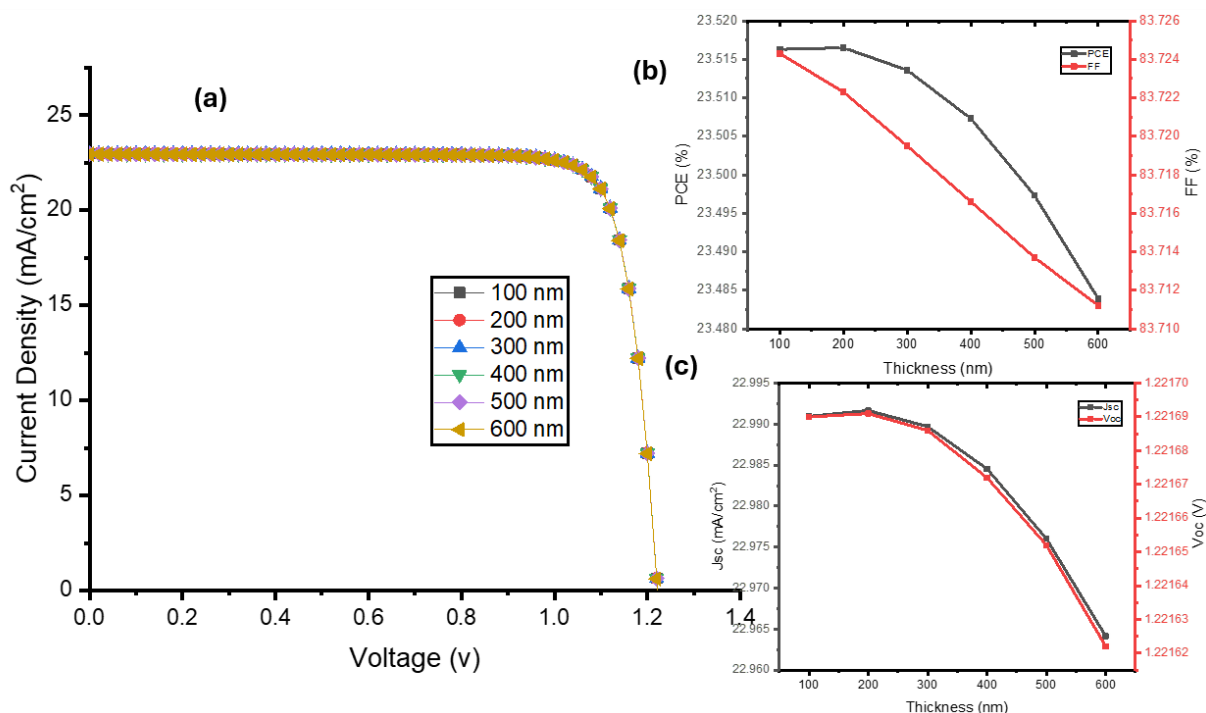 (a)
25
20
15
10
5
0
0.0 0.2 0.4 0.6 0.8 1.0 1.2 1.4
Current Density (mA/cm²)
Voltage (v)
100 nm
200 nm
300 nm
400 nm
500 nm
600 nm
(b)
23.520
23.515
23.510
23.505
23.500
23.495
23.490
23.485
23.480
PCE (%)
PCE
FF
83.726
83.724
83.722
83.720
83.718
83.716
83.714
83.712
83.710
FF (%)
100 200 300 400 500 600
Thickness (nm)
(c)
22.995
22.990
22.985
22.980
22.975
22.970
22.965
22.960
Jsc (mA/cm²)
Jsc
Voc
1.22170
1.22169
1.22168
1.22167
1.22166
1.22165
1.22164
1.22163
1.22162
Voc (V)
100 200 300 400 500 600
Thickness (nm)